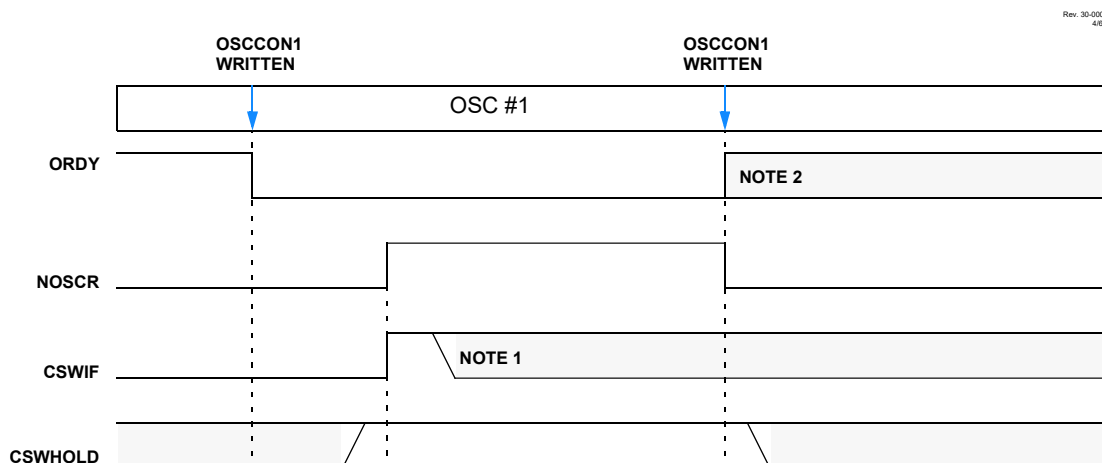 Rev. 30-000
4/6
OSCCON1 OSCCON1
WRITTEN WRITTEN
OSC #1
ORDY
NOTE 2
NOSCR
NOTE 1
CSWIF
CSWHOLD